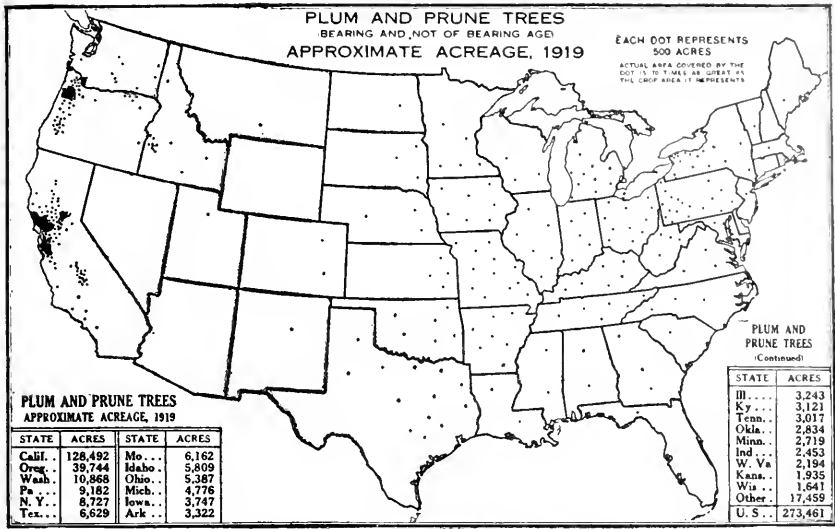 PLUM AND PRUNE TREES
(BEARING AND NOT OF BEARING AGE)
APPROXIMATE ACREAGE, 1919
EACH DOT REPRESENTS
500 ACRES
ACTUAL AREA COVERED BY THE
DOT IS 70 TIMES AS GREAT AS
THE CROP AREA IT REPRESENTS
PLUM AND PRUNE TREES
APPROXIMATE ACREAGE, 1919
STATE ACRES STATE ACRES
Calif. . 128,492 Mo. . . 6,162
Oreg. . 39,744 Idaho. . 5,809
Wash. 10,868 Ohio. . . 5,387
Pa . . . . 9,182 Mich. . 4,776
N. Y. . 8,727 Iowa. . . 3,747
Tex. . . 6,629 Ark . . . 3,322
PLUM AND
PRUNE TREES
(Continued)
STATE ACRES
Ill . . . . 3,243
Ky . . . 3,121
Tenn. . 3,017
Okla. . 2,834
Minn. . 2,719
Ind . . . 2,453
W. Va 2,194
Kans. . 1,935
Wis . . 1,641
Other . 17,459
U. S. . 273,461